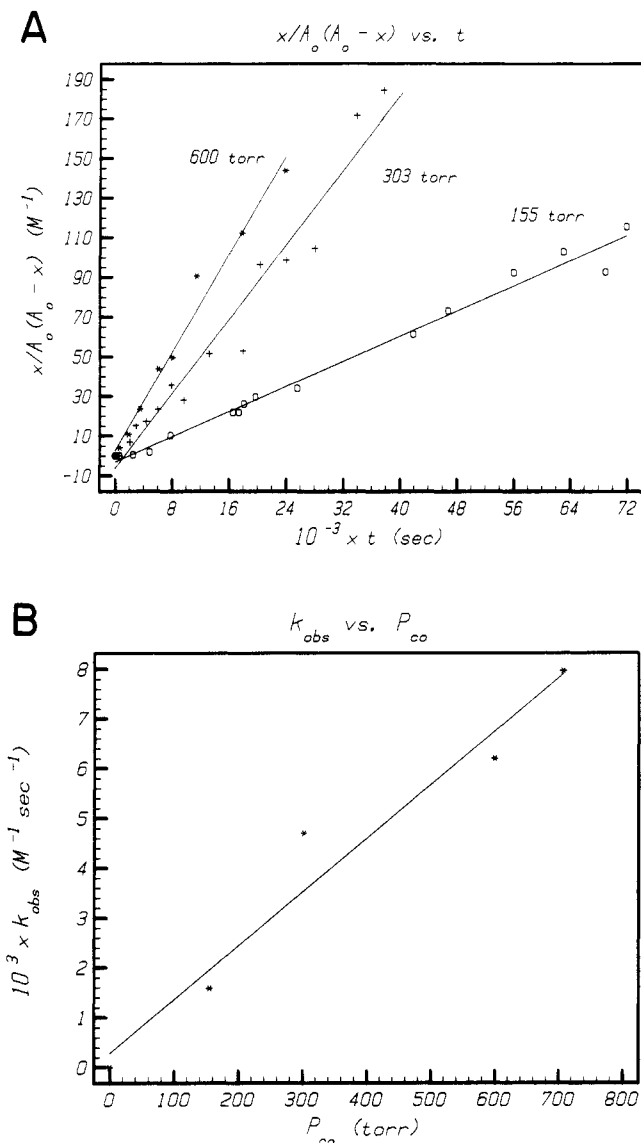 A
x/A_o(A_o - x) vs. t
x/A_o(A_o - x) (M^-1)
190
170
150
130
110
90
70
50
30
10
-10
600 torr
303 torr
155 torr
0 8 16 24 32 40 48 56 64 72
10^-3 x t (sec)
B
k_obs vs. P_co
10^3 x k_obs (M^-1 sec^-1)
8
7
6
5
4
3
2
1
0
0 100 200 300 400 500 600 700 800
P_co (torr)